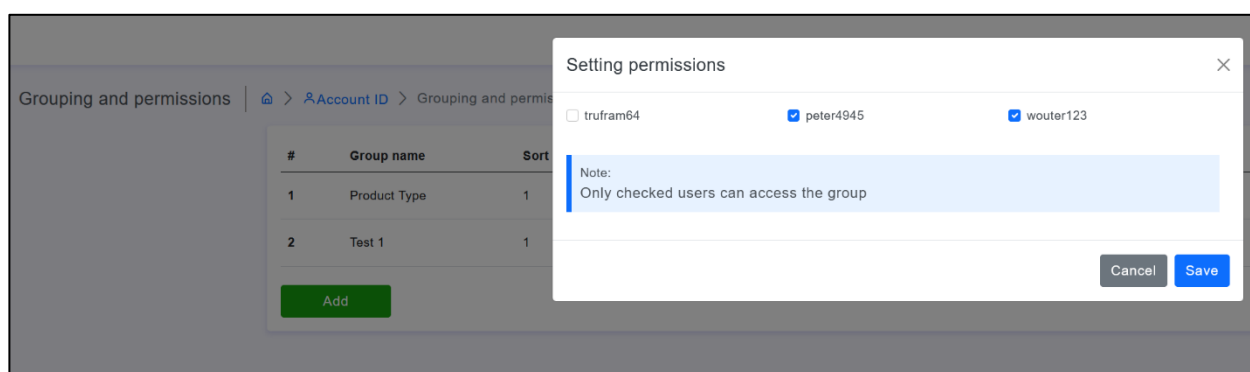 Setting permissions
Grouping and permissions
Account ID > Grouping and permis
trufram64 peter4945 wouter123
# Group name Sort
Note:
Only checked users can access the group
1 Product Type 1
2 Test 1 1
Cancel Save
Add